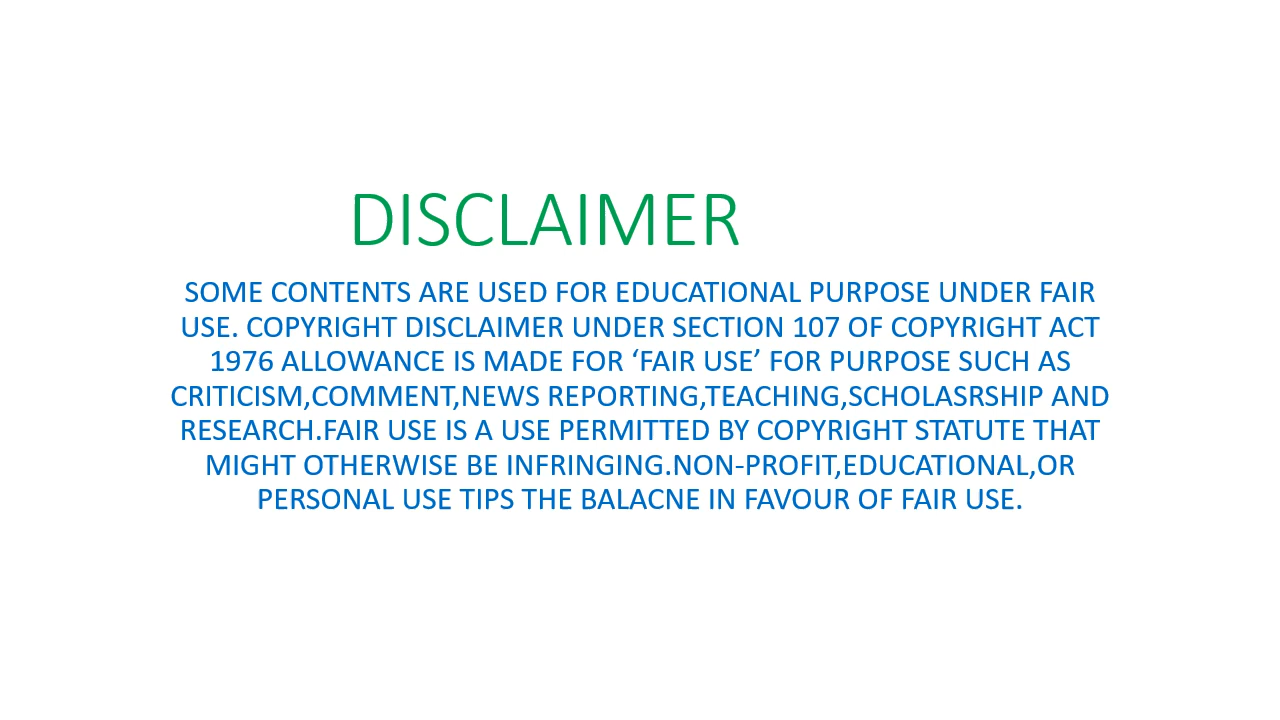 DISCLAIMER
SOME CONTENTS ARE USED FOR EDUCATIONAL PURPOSE UNDER FAIR
USE. COPYRIGHT DISCLAIMER UNDER SECTION 107 OF COPYRIGHT ACT
1976 ALLOWANCE IS MADE FOR ‘FAIR USE’ FOR PURPOSE SUCH AS
CRITICISM,COMMENT,NEWS REPORTING,TEACHING,SCHOLASRSHIP AND
RESEARCH.FAIR USE IS A USE PERMITTED BY COPYRIGHT STATUTE THAT
MIGHT OTHERWISE BE INFRINGING.NON-PROFIT,EDUCATIONAL,OR
PERSONAL USE TIPS THE BALACNE IN FAVOUR OF FAIR USE.